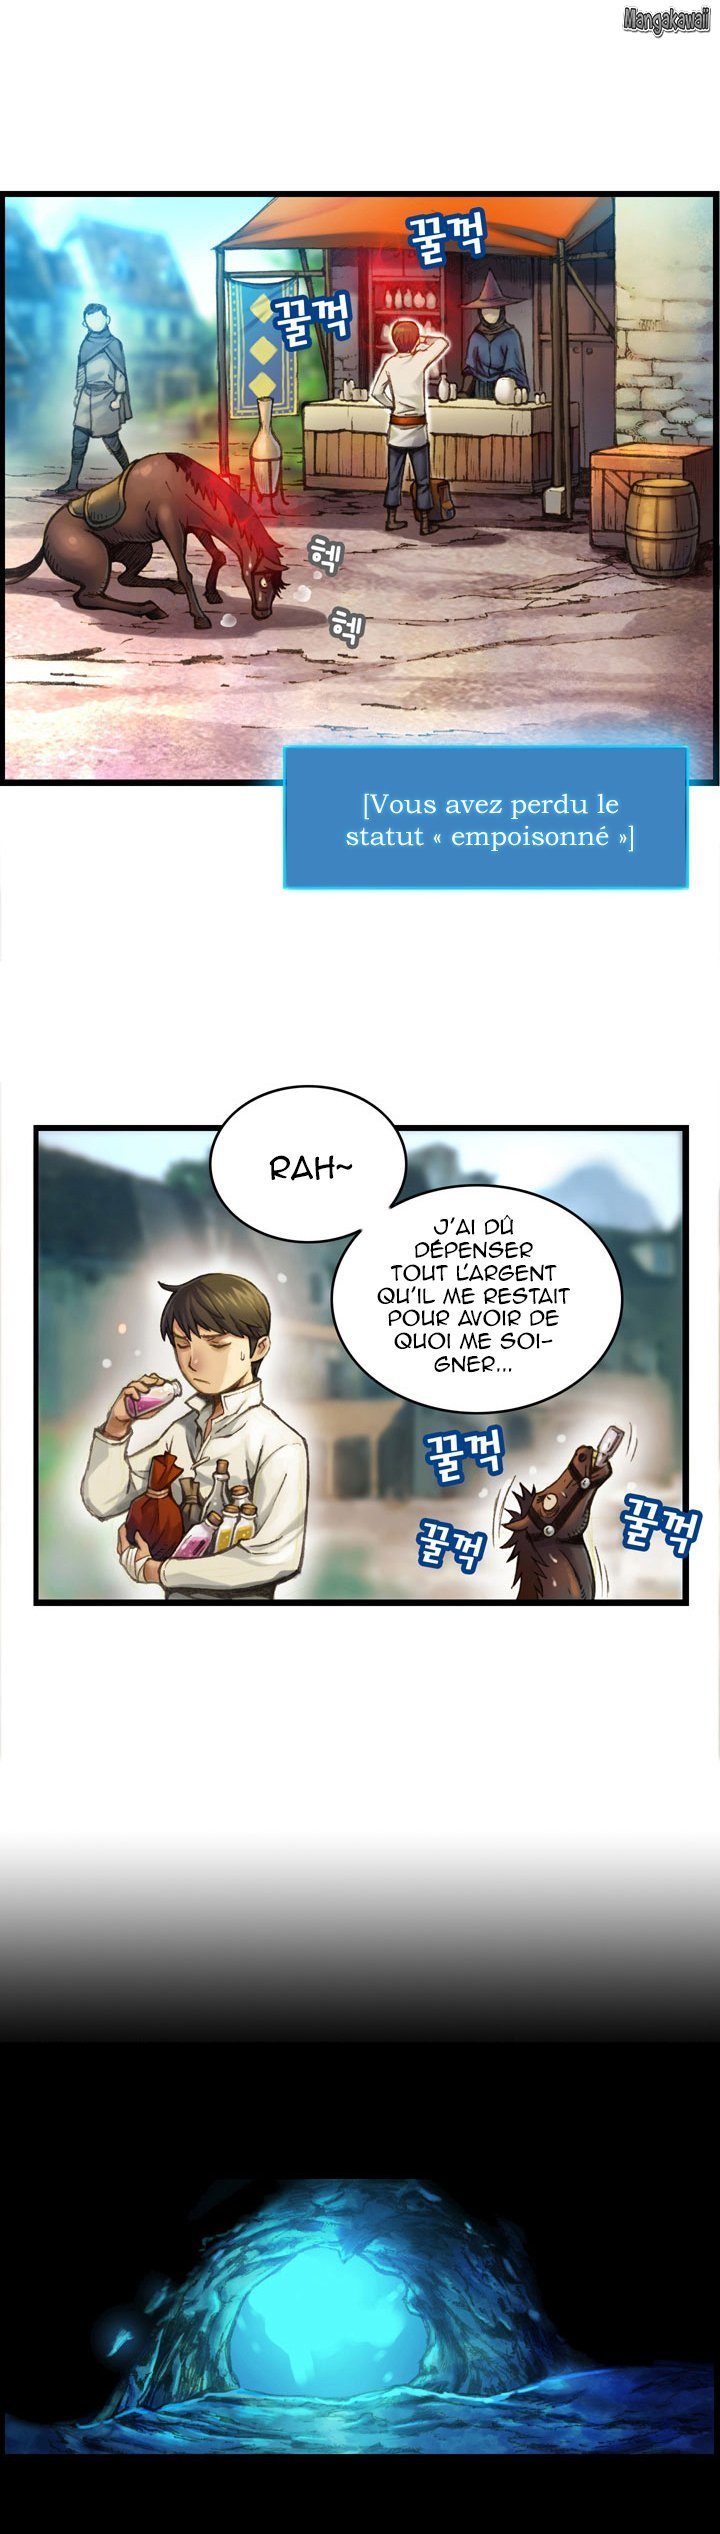 Mangakawaii
꿀꺽
꿀꺽
헥
헥
[Vous avez perdu le
statut « empoisonné »]
RAH~
J'AI DÛ
DÉPENSER
TOUT L'ARGENT
QU'IL ME RESTAIT
POUR AVOIR DE
QUOI ME SOI-
GNER...
꿀꺽
꿀꺽
꿀꺽